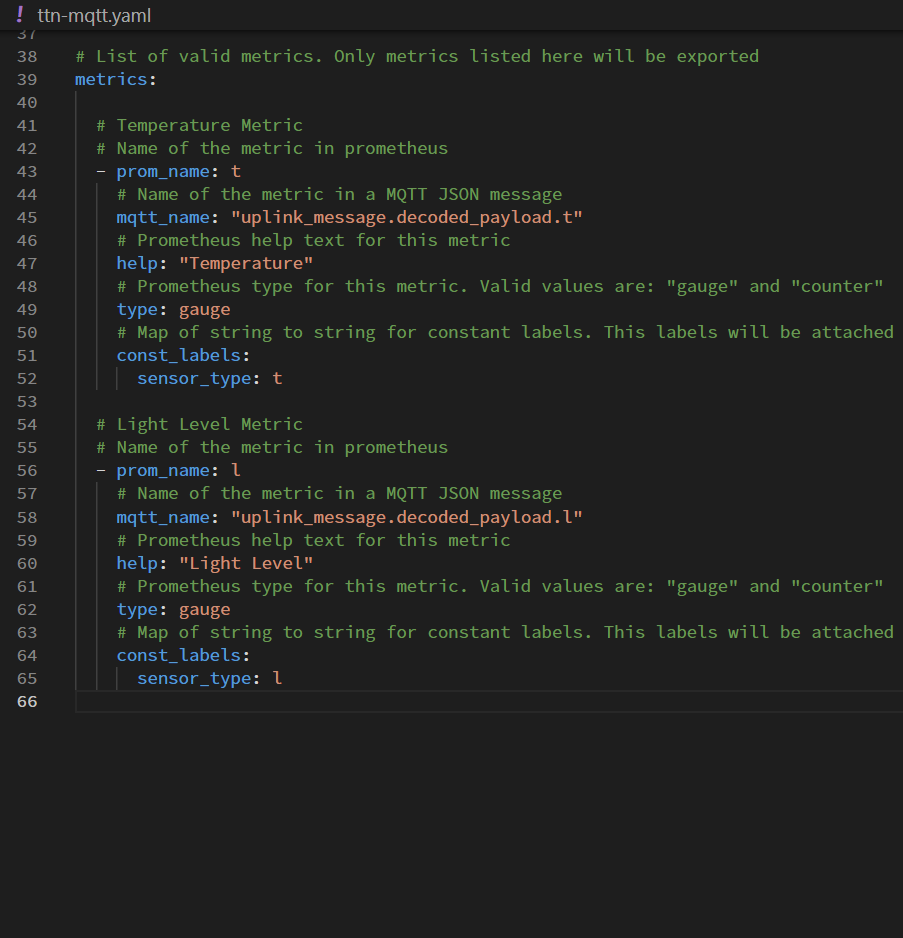 ! ttn-mqtt.yaml
37
38 # List of valid metrics. Only metrics listed here will be exported
39 metrics:
40
41 # Temperature Metric
42 # Name of the metric in prometheus
43 - prom_name: t
44 # Name of the metric in a MQTT JSON message
45 mqtt_name: "uplink_message.decoded_payload.t"
46 # Prometheus help text for this metric
47 help: "Temperature"
48 # Prometheus type for this metric. Valid values are: "gauge" and "counter"
49 type: gauge
50 # Map of string to string for constant labels. This labels will be attached
51 const_labels:
52 sensor_type: t
53
54 # Light Level Metric
55 # Name of the metric in prometheus
56 - prom_name: l
57 # Name of the metric in a MQTT JSON message
58 mqtt_name: "uplink_message.decoded_payload.l"
59 # Prometheus help text for this metric
60 help: "Light Level"
61 # Prometheus type for this metric. Valid values are: "gauge" and "counter"
62 type: gauge
63 # Map of string to string for constant labels. This labels will be attached
64 const_labels:
65 sensor_type: l
66